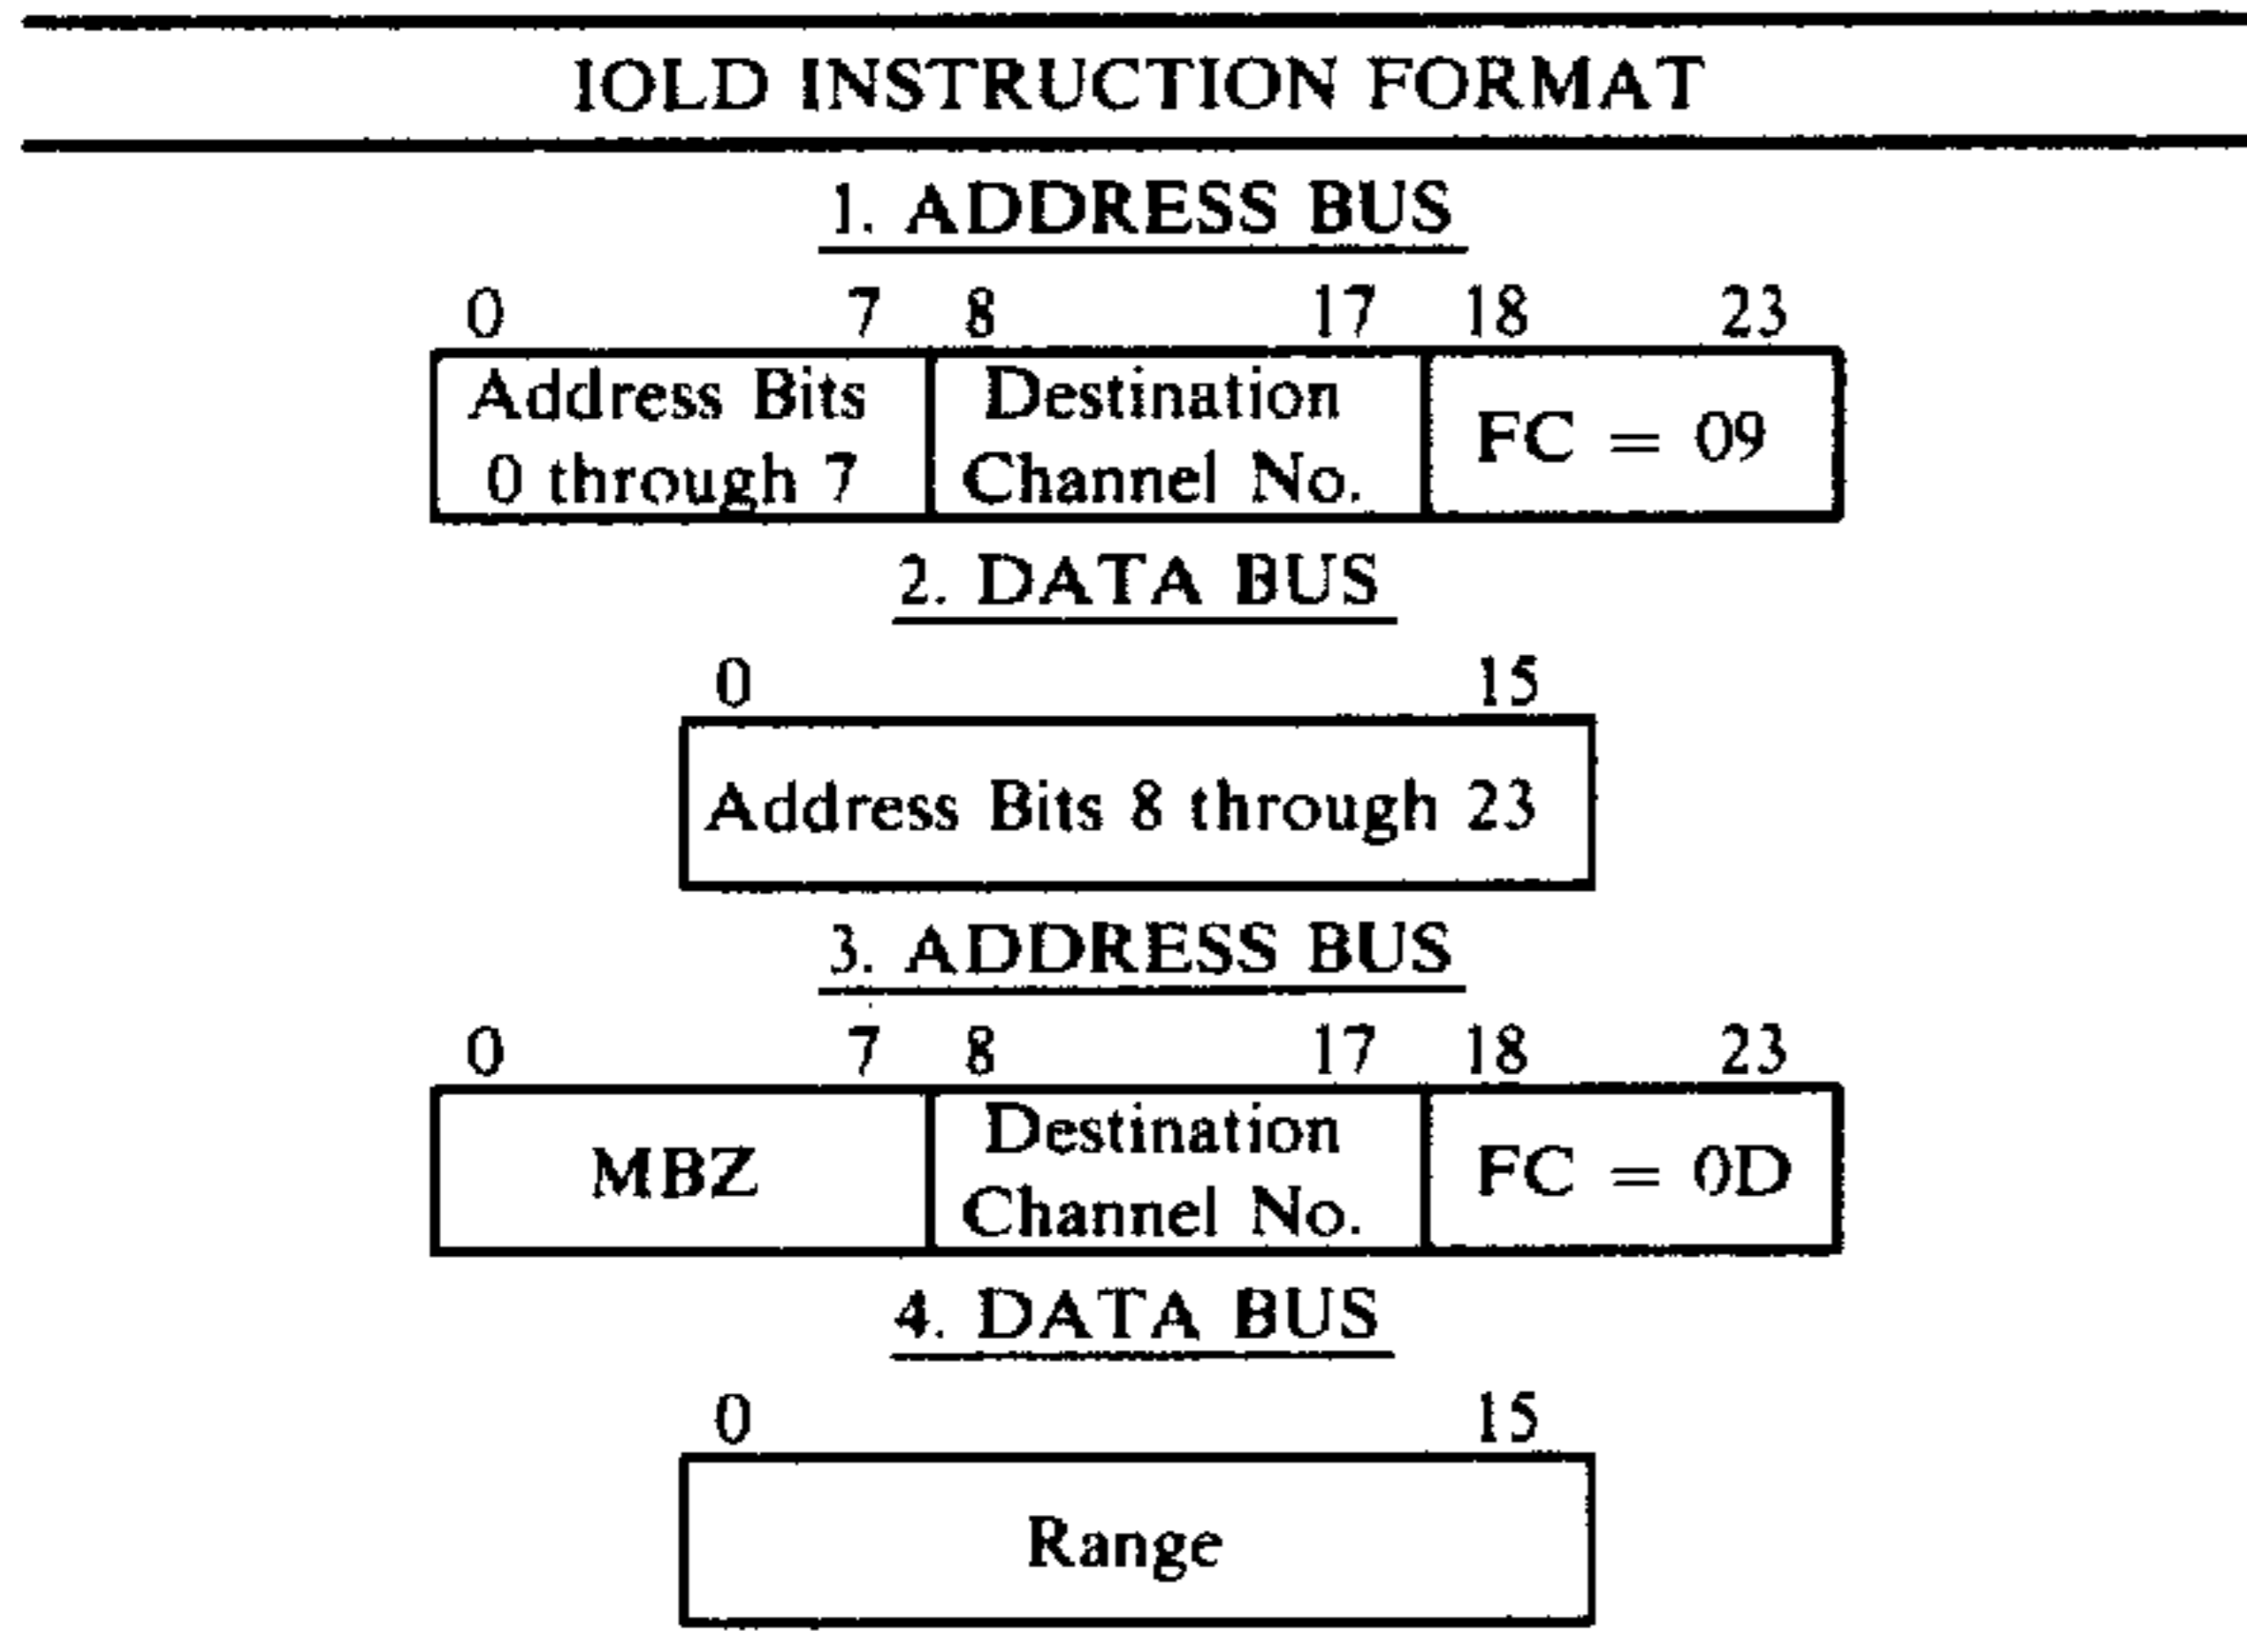 IOLD INSTRUCTION FORMAT
1. ADDRESS BUS
0 7 8 17 18 23
Address Bits Destination
FC = 09
0 through 7 Channel No.
2. DATA BUS
0 15
Address Bits 8 through 23
3. ADDRESS BUS
0 7 8 17 18 23
Destination
MBZ FC = 0D
Channel No.
4. DATA BUS
0 15
Range